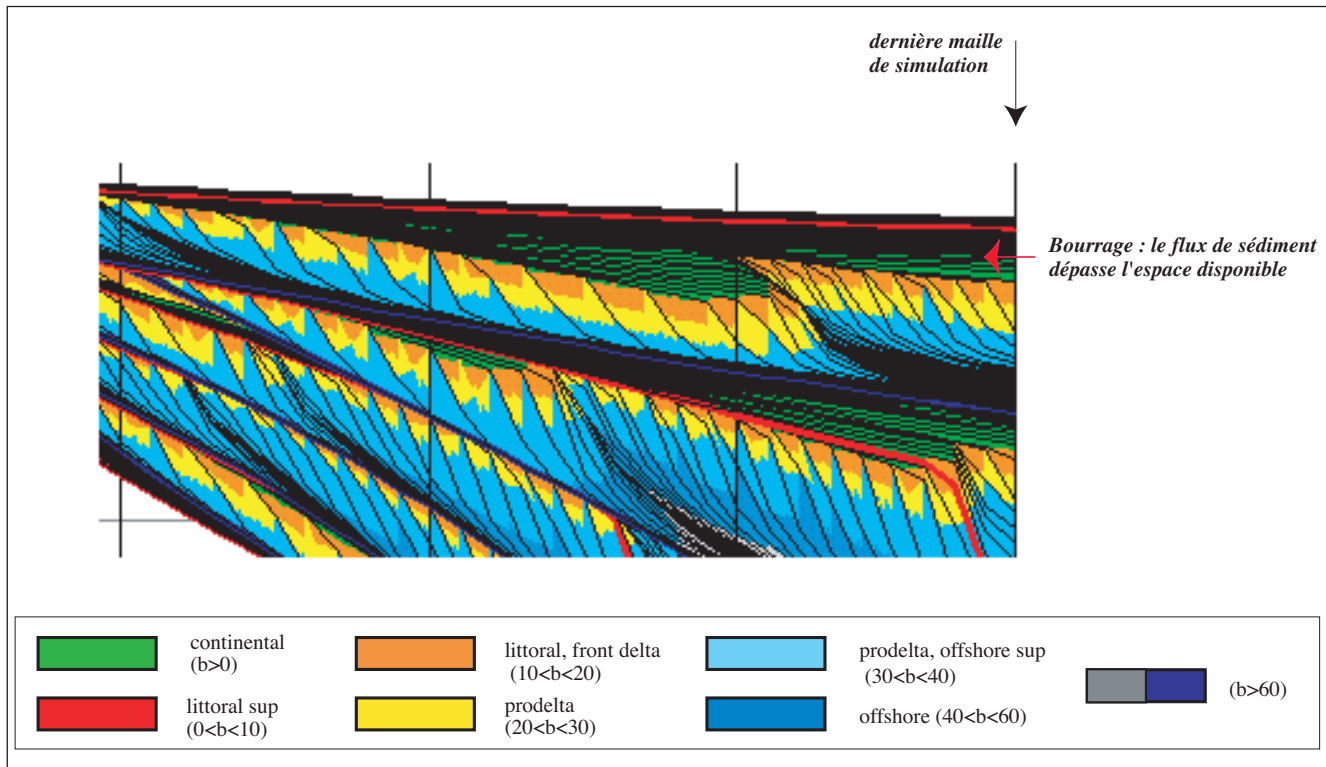 dernière maille
de simulation
Bourrage : le flux de sédiment
dépasse l'espace disponible
continental
(b>0)
littoral, front delta
(10<b<20)
prodelta, offshore sup
(30<b<40)
(b>60)
littoral sup
(0<b<10)
prodelta
(20<b<30)
offshore (40<b<60)